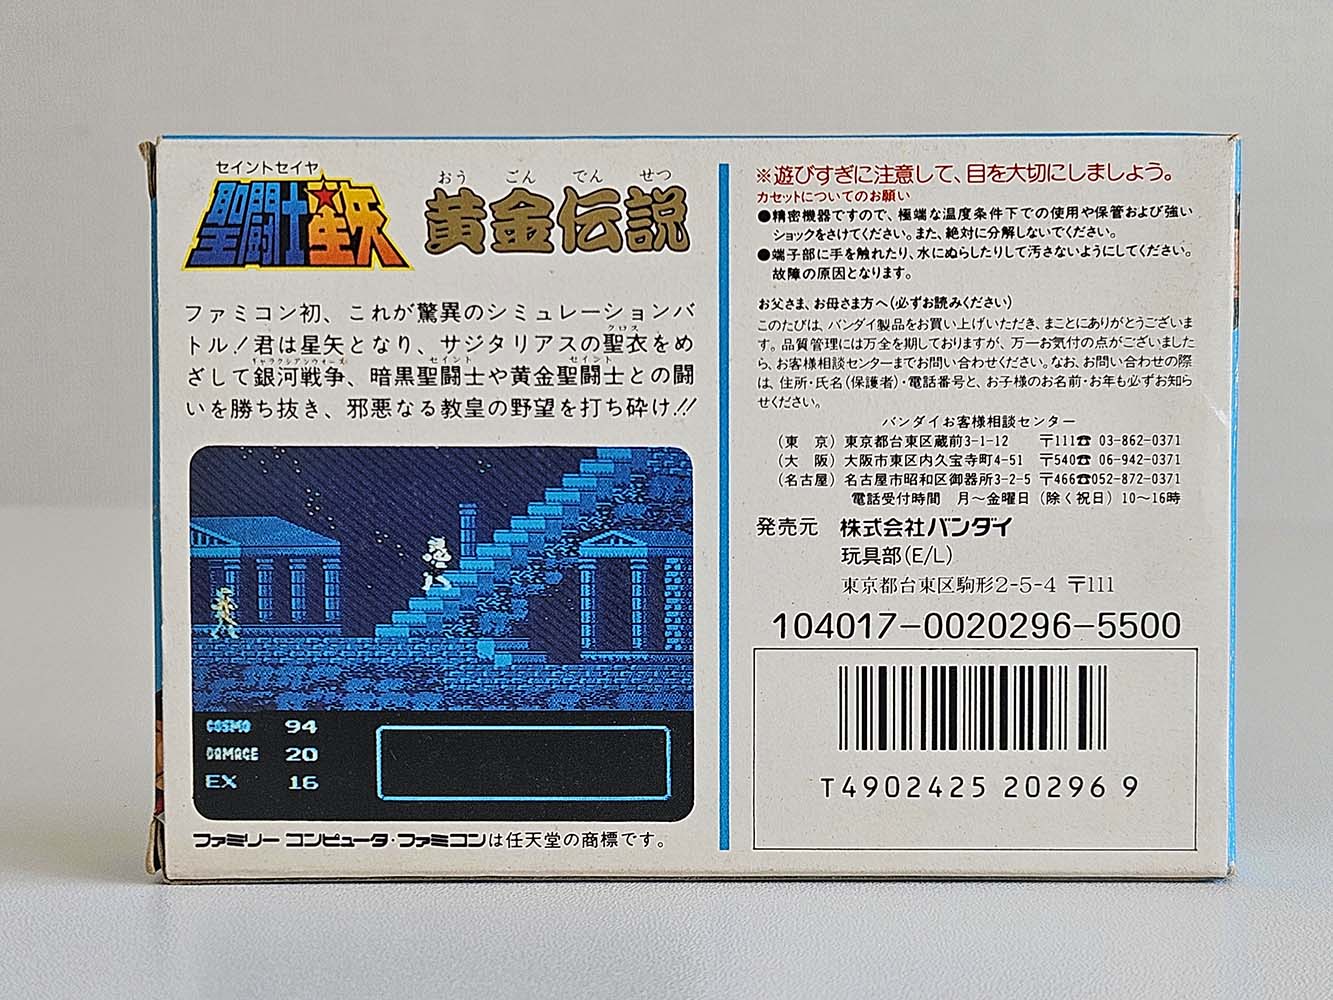 セイントセイヤ
聖闘士星矢
おう ごん でん せつ
黄金伝説
ファミコン初、これが驚異のシミュレーションバ
トル!君は星矢となり、サジタリアスの聖衣をめ
クロス
ざして銀河戦争、暗黒聖闘士や黄金聖闘士との闘
ギャラクシアンウォーズ セイント セイント
いを勝ち抜き、邪悪なる教皇の野望を打ち砕け!!
COSMO 94
DAMAGE 20
EX 16
ファミリーコンピュータ・ファミコンは任天堂の商標です。
※遊びすぎに注意して、目を大切にしましょう。
カセットについてのお願い
●精密機器ですので、極端な温度条件下での使用や保管および強い
ショックをさけてください。また、絶対に分解しないでください。
●端子部に手を触れたり、水にぬらしたりして汚さないようにしてください。
故障の原因となります。
お父さま、お母さま方へ(必ずお読みください)
このたびは、バンダイ製品をお買い上げいただき、まことにありがとうございま
す。品質管理には万全を期しておりますが、万一お気付の点がございました
ら、お客様相談センターまでお問い合わせください。なお、お問い合わせの際
は、住所・氏名(保護者)・電話番号と、お子様のお名前・お年も必ずお知ら
せください。
バンダイお客様相談センター
(東 京) 東京都台東区蔵前3-1-12 〒111☎ 03-862-0371
(大 阪) 大阪市東区内久宝寺町4-51 〒540☎ 06-942-0371
(名古屋) 名古屋市昭和区御器所3-2-5 〒466☎052-872-0371
電話受付時間 月〜金曜日(除く祝日)10〜16時
発売元 株式会社バンダイ
玩具部(E/L)
東京都台東区駒形2-5-4 〒111
104017-0020296-5500
T4902425 20296 9